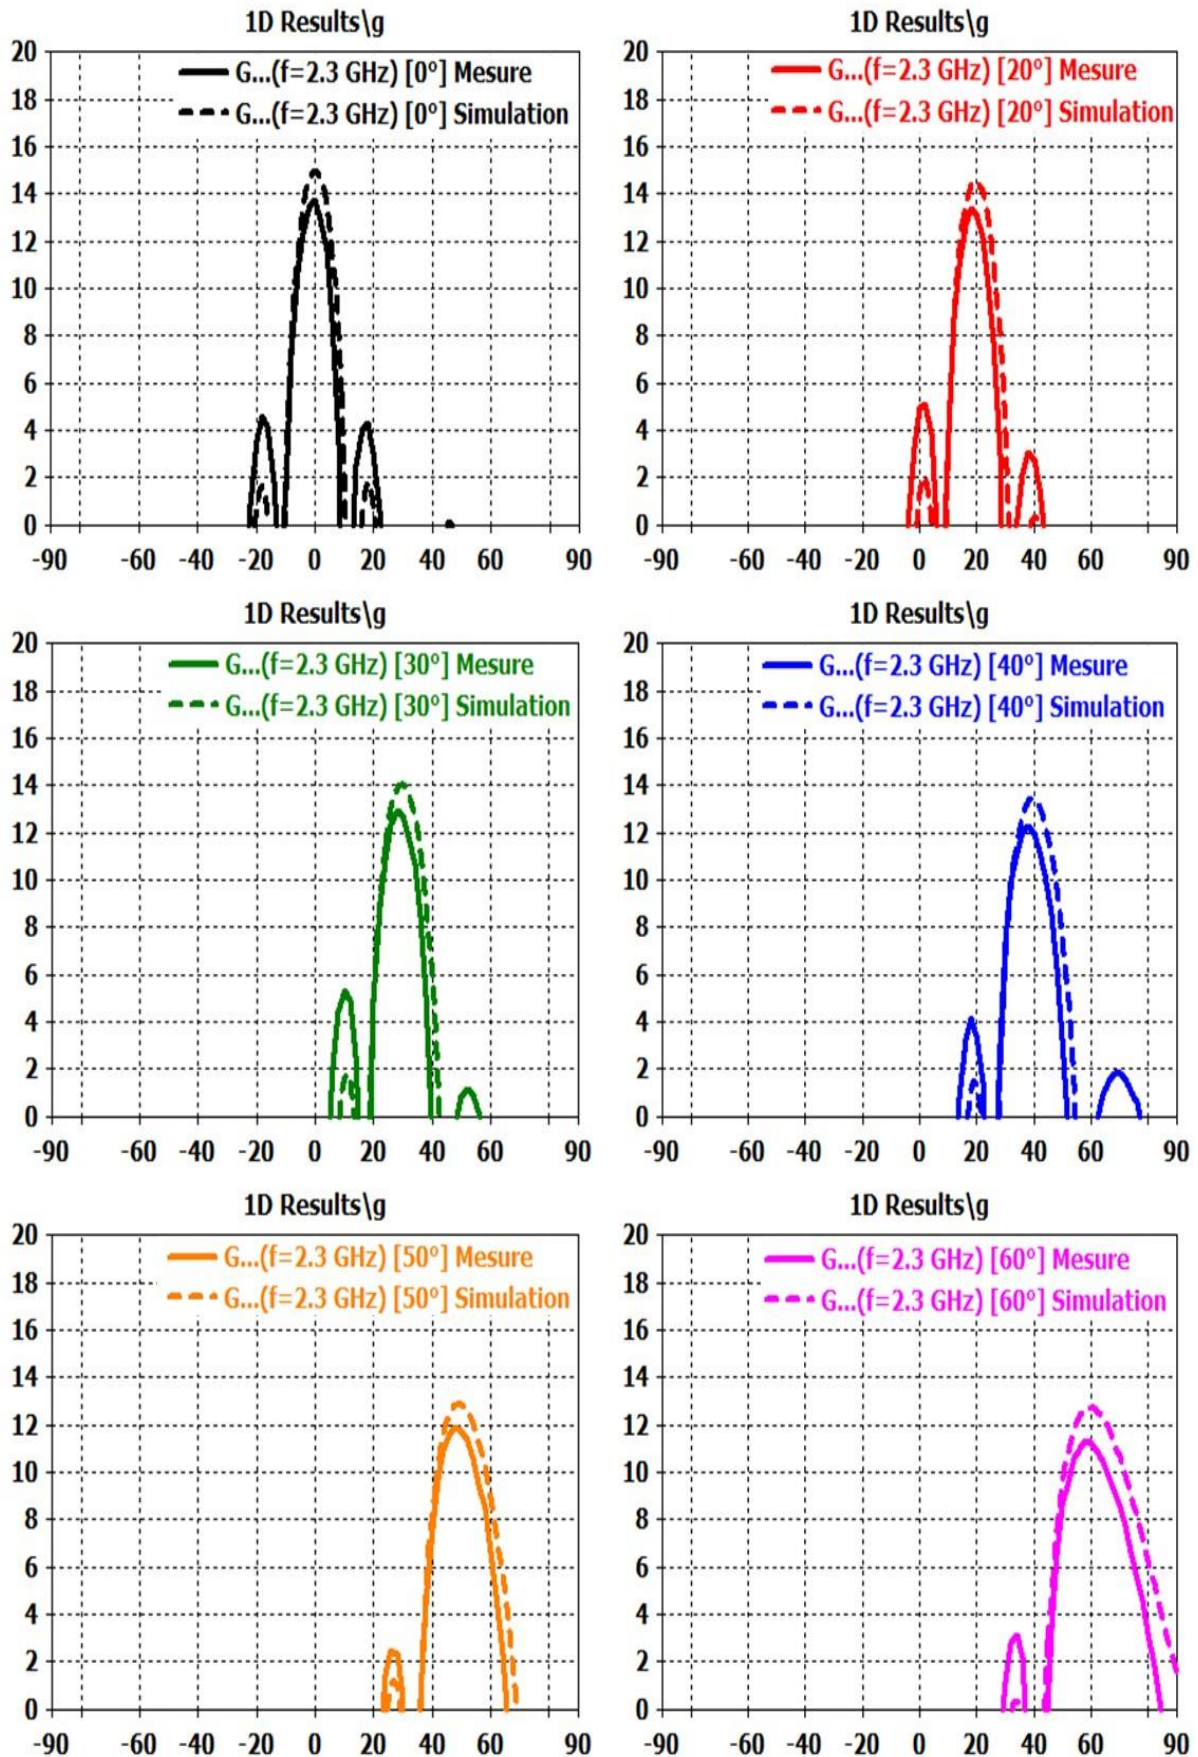 1D Results\g
20
G...(f=2.3 GHz) [0°] Mesure
18
G...(f=2.3 GHz) [0°] Simulation
16
14
12
10
8
6
4
2
0
-90 -60 -40 -20 0 20 40 60 90
1D Results\g
20
G...(f=2.3 GHz) [20°] Mesure
18
G...(f=2.3 GHz) [20°] Simulation
16
14
12
10
8
6
4
2
0
-90 -60 -40 -20 0 20 40 60 90
1D Results\g
20
G...(f=2.3 GHz) [30°] Mesure
18
G...(f=2.3 GHz) [30°] Simulation
16
14
12
10
8
6
4
2
0
-90 -60 -40 -20 0 20 40 60 90
1D Results\g
20
G...(f=2.3 GHz) [40°] Mesure
18
G...(f=2.3 GHz) [40°] Simulation
16
14
12
10
8
6
4
2
0
-90 -60 -40 -20 0 20 40 60 90
1D Results\g
20
G...(f=2.3 GHz) [50°] Mesure
18
G...(f=2.3 GHz) [50°] Simulation
16
14
12
10
8
6
4
2
0
-90 -60 -40 -20 0 20 40 60 90
1D Results\g
20
G...(f=2.3 GHz) [60°] Mesure
18
G...(f=2.3 GHz) [60°] Simulation
16
14
12
10
8
6
4
2
0
-90 -60 -40 -20 0 20 40 60 90